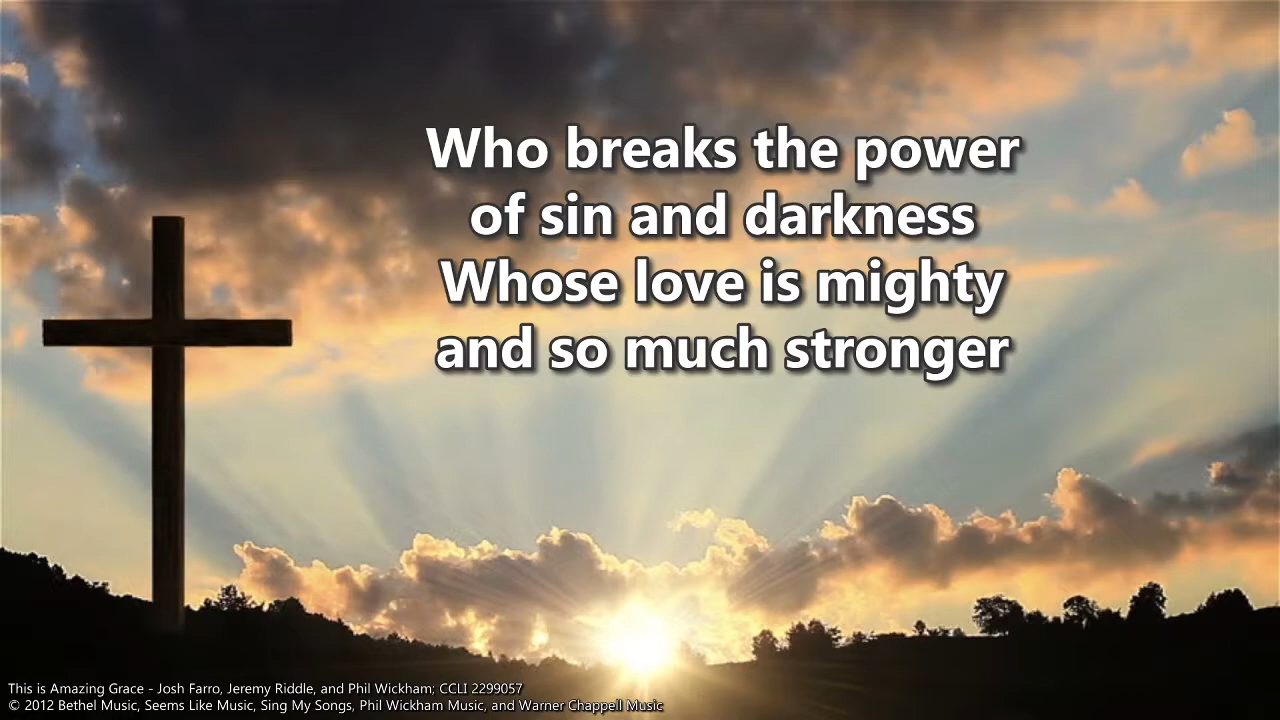 Who breaks the power
of sin and darkness
Whose love is mighty
and so much stronger
This is Amazing Grace - Josh Farro, Jeremy Riddle, and Phil Wickham; CCLI 2299057
© 2012 Bethel Music, Seems Like Music, Sing My Songs, Phil Wickham Music, and Warner Chappell Music